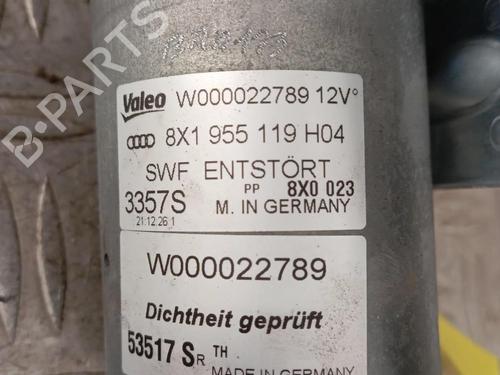 B-PARTS
Valeo W000022789 12V°
8X1 955 119 H04
SWF ENTSTÖRT
3357S PP 8X0 023
21.12.26 1 M. IN GERMANY
W000022789
Dichtheit geprüft
53517 SR TH
MADE IN GERMANY